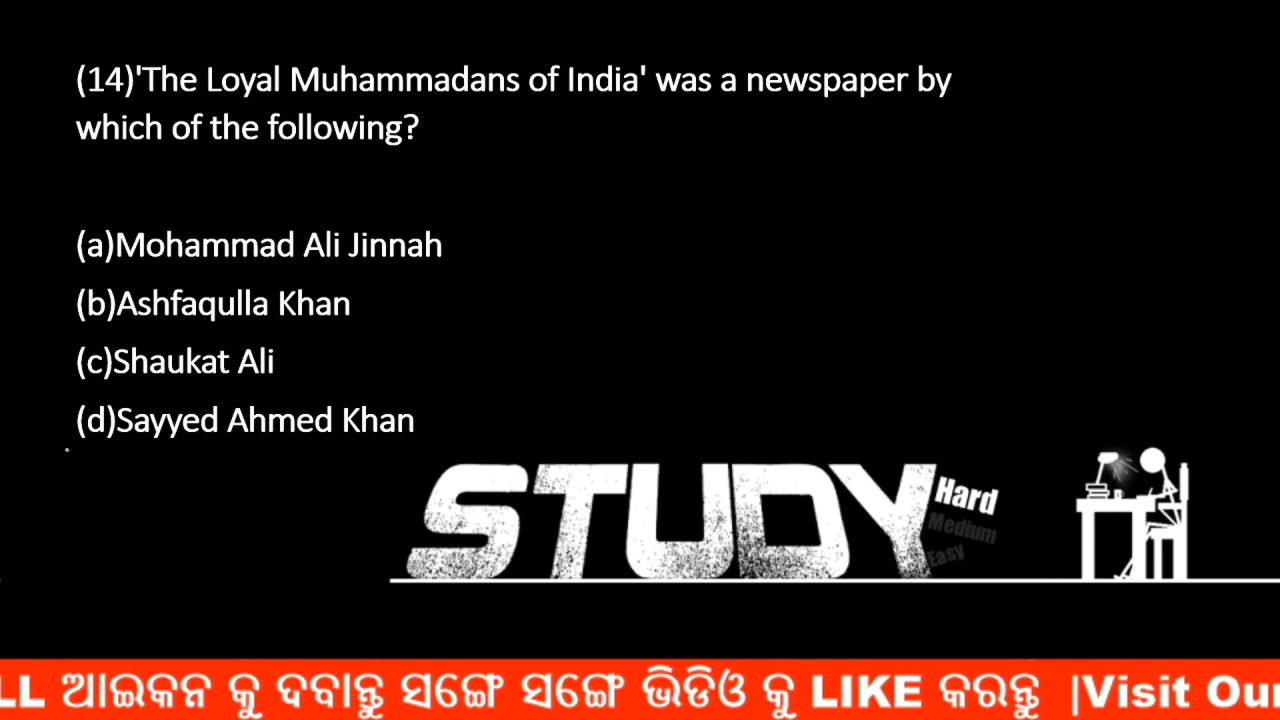 (14)'The Loyal Muhammadans of India' was a newspaper by
which of the following?
(a)Mohammad Ali Jinnah
(b)Ashfaqulla Khan
(c)Shaukat Ali
(d)Sayyed Ahmed Khan
STUDY
Hard
Medium
Easy
LL ଆଇକନ କୁ ଦବାନ୍ତୁ ସଙ୍ଗେ ସଙ୍ଗେ ଭିଡିଓ କୁ LIKE କରନ୍ତୁ |Visit Our